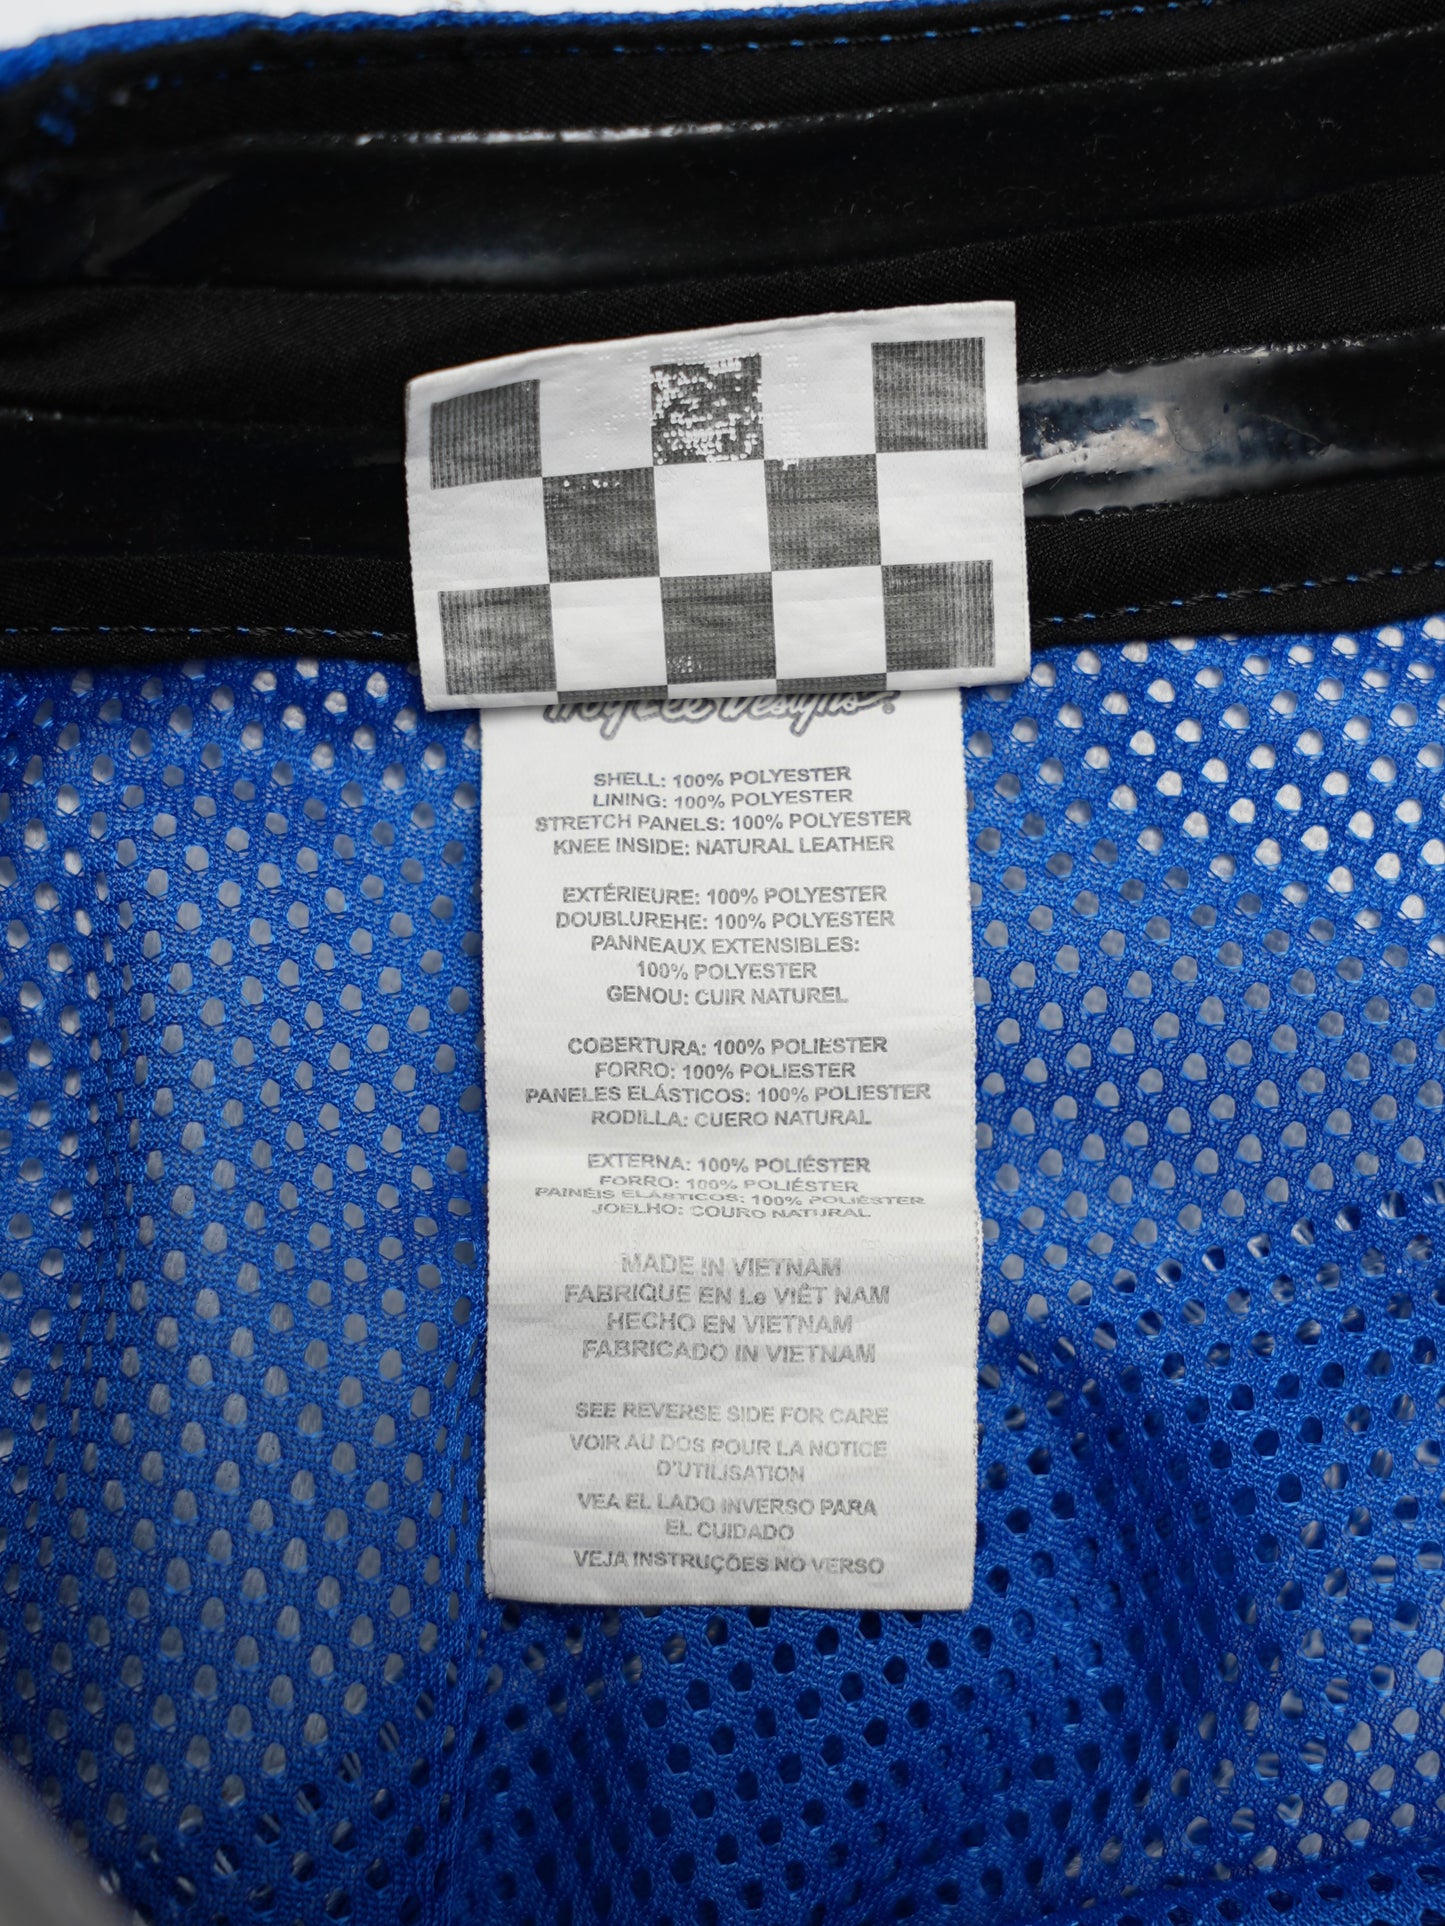 Troy Lee Designs
SHELL: 100% POLYESTER
LINING: 100% POLYESTER
STRETCH PANELS: 100% POLYESTER
KNEE INSIDE: NATURAL LEATHER
EXTÉRIEURE: 100% POLYESTER
DOUBLUREHE: 100% POLYESTER
PANNEAUX EXTENSIBLES:
100% POLYESTER
GENOU: CUIR NATUREL
COBERTURA: 100% POLIESTER
FORRO: 100% POLIESTER
PANELES ELÁSTICOS: 100% POLIESTER
RODILLA: CUERO NATURAL
EXTERNA: 100% POLIÉSTER
FORRO: 100% POLIÉSTER
PAINÉIS ELÁSTICOS: 100% POLIÉSTER
JOELHO: COURO NATURAL
MADE IN VIETNAM
FABRIQUE EN Le VIÊT NAM
HECHO EN VIETNAM
FABRICADO IN VIETNAM
SEE REVERSE SIDE FOR CARE
VOIR AU DOS POUR LA NOTICE
D'UTILISATION
VEA EL LADO INVERSO PARA
EL CUIDADO
VEJA INSTRUÇÕES NO VERSO